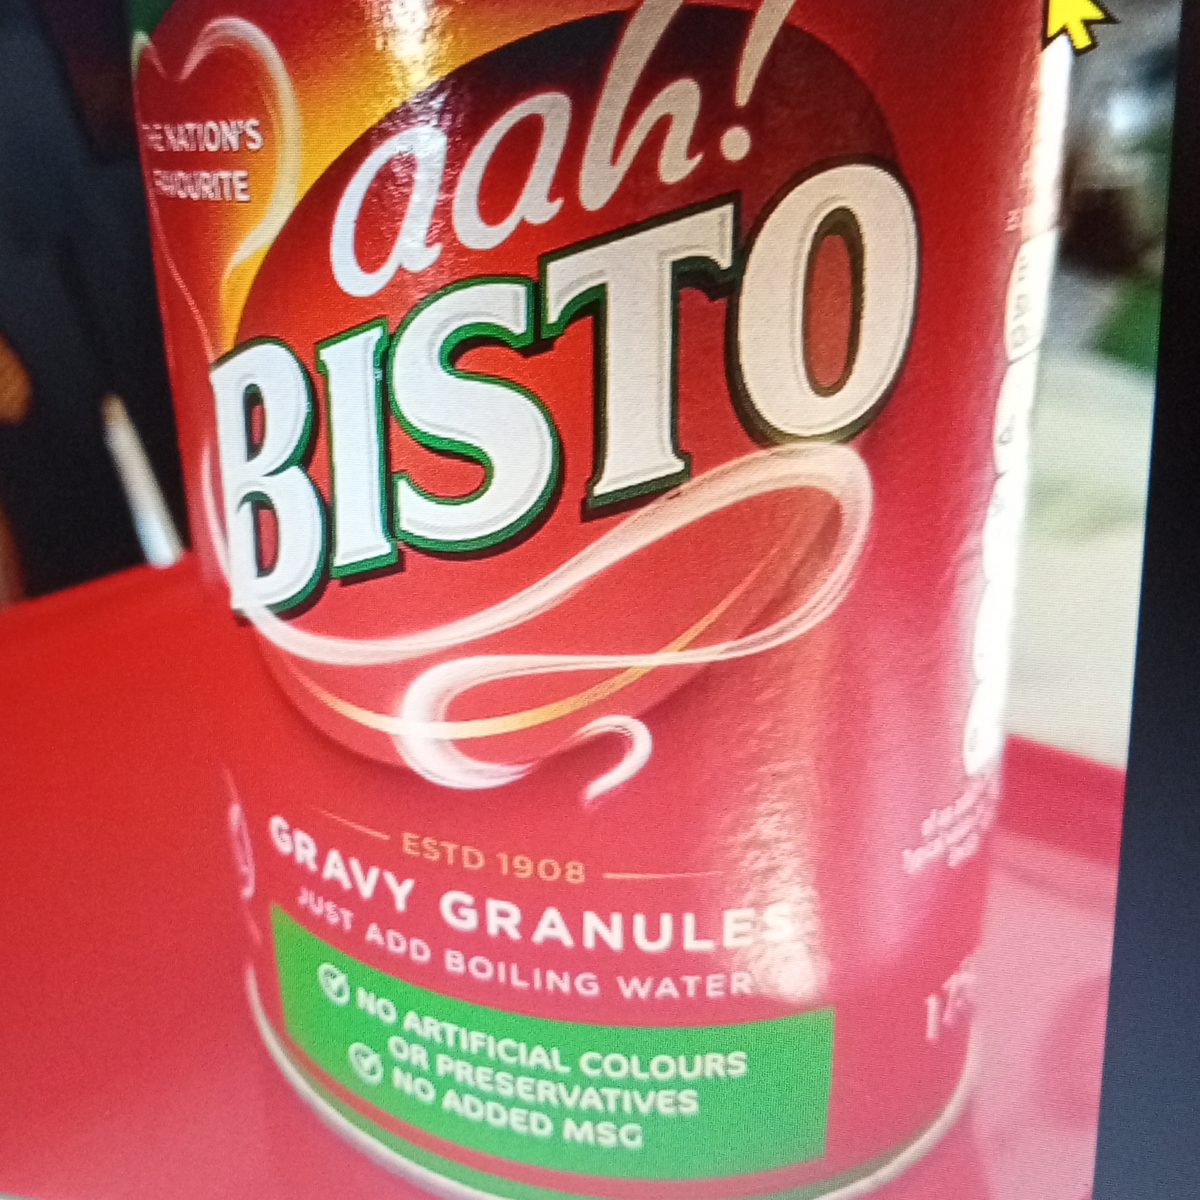 THE NATION'S
FAVOURITE
aah!
BISTO
ESTD 1908
GRAVY GRANULES
JUST ADD BOILING WATER
NO ARTIFICIAL COLOURS
OR PRESERVATIVES
NO ADDED MSG